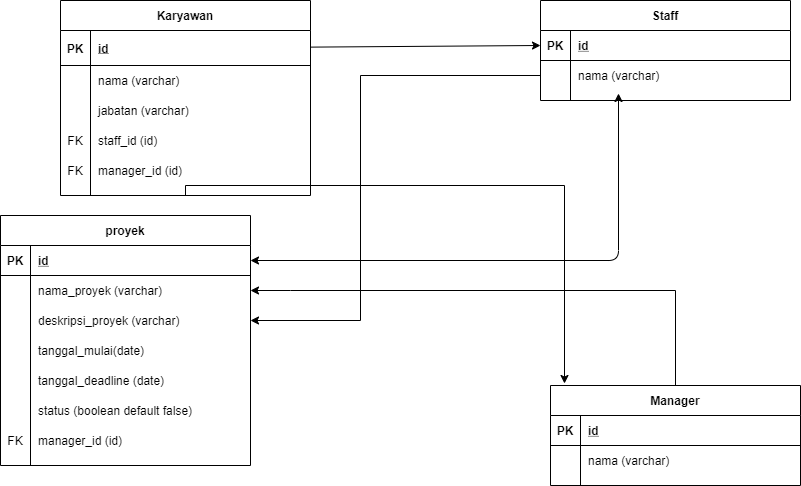 Karyawan
PK id
nama (varchar)
jabatan (varchar)
FK staff_id (id)
FK manager_id (id)
Staff
PK id
nama (varchar)
proyek
PK id
nama_proyek (varchar)
deskripsi_proyek (varchar)
tanggal_mulai(date)
tanggal_deadline (date)
status (boolean default false)
FK manager_id (id)
Manager
PK id
nama (varchar)